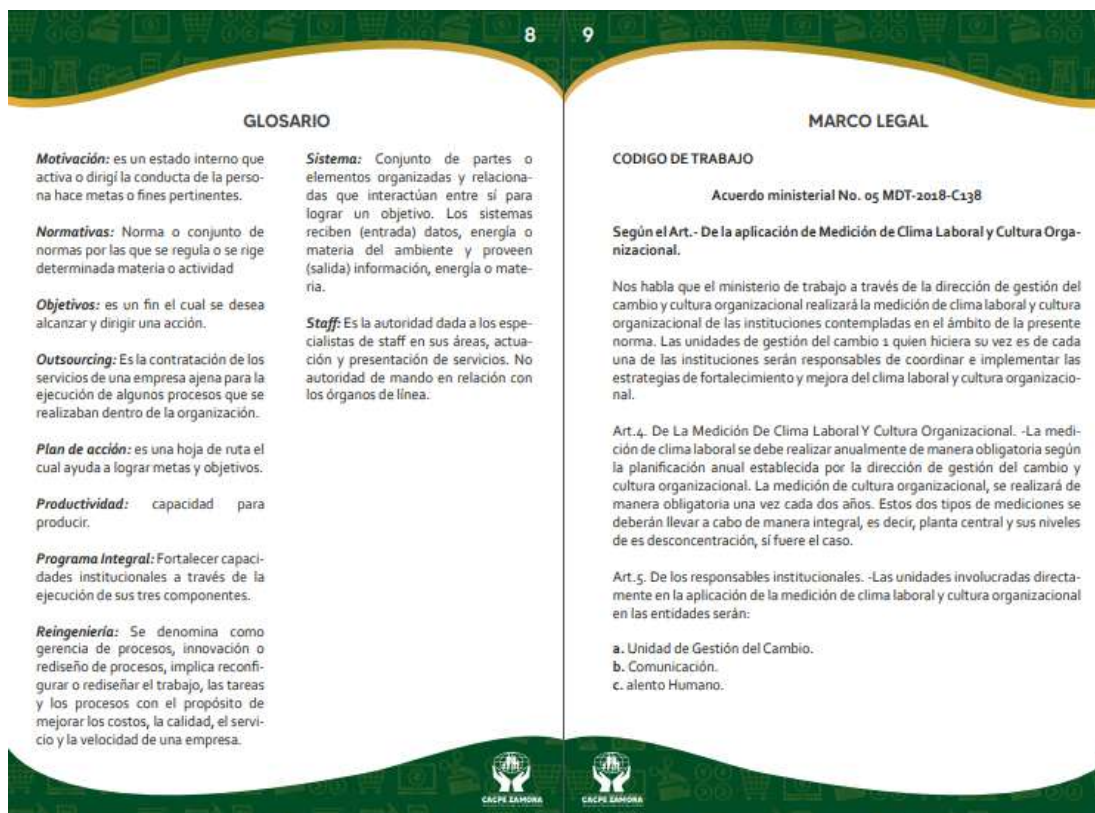 8
GLOSARIO
Motivación: es un estado interno que
activa o dirigí la conducta de la perso-
na hace metas o fines pertinentes.
Normativas: Norma o conjunto de
normas por las que se regula o se rige
determinada materia o actividad
Objetivos: es un fin el cual se desea
alcanzar y dirigir una acción.
Outsourcing: Es la contratación de los
servicios de una empresa ajena para la
ejecución de algunos procesos que se
realizaban dentro de la organización.
Plan de acción: es una hoja de ruta el
cual ayuda a lograr metas y objetivos.
Productividad: capacidad para
producir.
Programa Integral: Fortalecer capaci-
dades institucionales a través de la
ejecución de sus tres componentes.
Reingeniería: Se denomina como
gerencia de procesos, innovación o
rediseño de procesos, implica reconfi-
gurar o rediseñar el trabajo, las tareas
y los procesos con el propósito de
mejorar los costos, la calidad, el servi-
cio y la velocidad de una empresa.
Sistema: Conjunto de partes o
elementos organizadas y relaciona-
das que interactúan entre sí para
lograr un objetivo. Los sistemas
reciben (entrada) datos, energía o
materia del ambiente y proveen
(salida) información, energía o mate-
ria.
Staff: Es la autoridad dada a los espe-
cialistas de staff en sus áreas, actua-
ción y presentación de servicios. No
autoridad de mando en relación con
los órganos de línea.
CACPE ZAMORA
9
MARCO LEGAL
CODIGO DE TRABAJO
Acuerdo ministerial No. 05 MDT-2018-C138
Según el Art.- De la aplicación de Medición de Clima Laboral y Cultura Orga-
nizacional.
Nos habla que el ministerio de trabajo a través de la dirección de gestión del
cambio y cultura organizacional realizará la medición de clima laboral y cultura
organizacional de las instituciones contempladas en el ámbito de la presente
norma. Las unidades de gestión del cambio 1 quien hiciera su vez es de cada
una de las instituciones serán responsables de coordinar e implementar las
estrategias de fortalecimiento y mejora del clima laboral y cultura organizacio-
nal.
Art.4. De La Medición De Clima Laboral Y Cultura Organizacional. -La medi-
ción de clima laboral se debe realizar anualmente de manera obligatoria según
la planificación anual establecida por la dirección de gestión del cambio y
cultura organizacional. La medición de cultura organizacional, se realizará de
manera obligatoria una vez cada dos años. Estos dos tipos de mediciones se
deberán llevar a cabo de manera integral, es decir, planta central y sus niveles
de es desconcentración, sí fuere el caso.
Art.5. De los responsables institucionales. -Las unidades involucradas directa-
mente en la aplicación de la medición de clima laboral y cultura organizacional
en las entidades serán:
a. Unidad de Gestión del Cambio.
b. Comunicación.
c. alento Humano.
CACPE ZAMORA